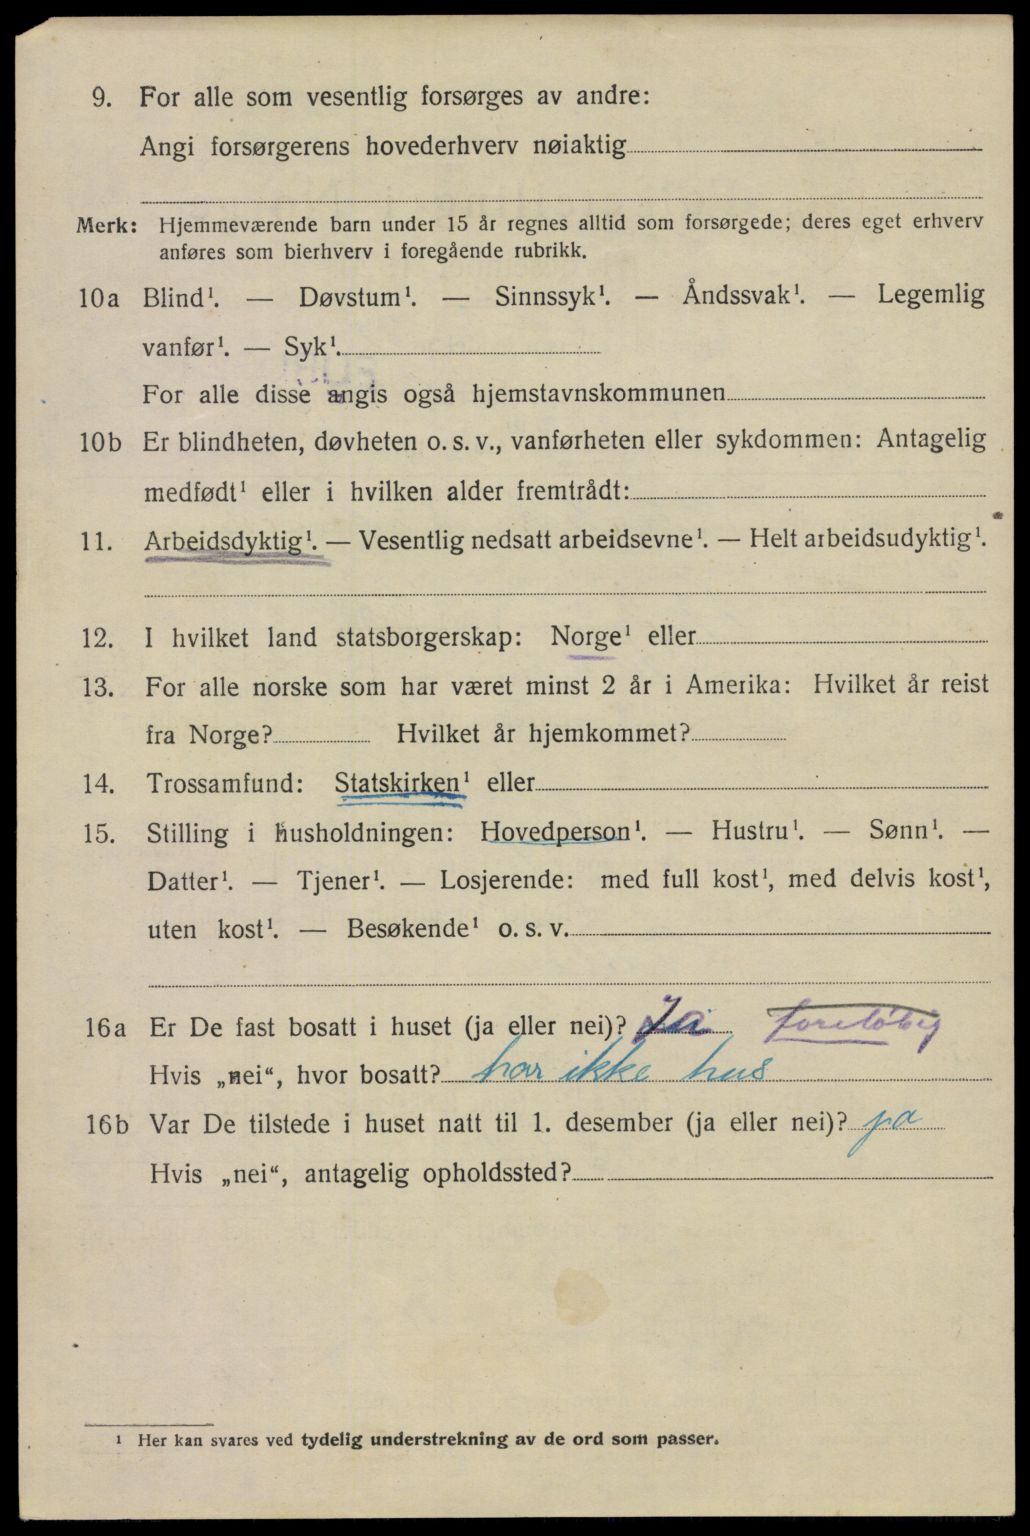 9. For alle som vesentlig forsørges av andre:
Angi forsørgerens hovederhverv nøiaktig
Merk: Hjemmeværende barn under 15 år regnes alltid som forsørgede; deres eget erhverv
anføres som bierhverv i foregående rubrikk.
10a Blind¹. — Døvstum¹. — Sinnssyk¹. — Åndssvak¹. — Legemlig
vanfør¹. — Syk¹.
For alle disse angis også hjemstavnskommunen
10b Er blindheten, døvheten o. s. v., vanførheten eller sykdommen: Antagelig
medfødt¹ eller i hvilken alder fremtrådt:
11. Arbeidsdyktig¹. — Vesentlig nedsatt arbeidsevne¹. — Helt arbeidsudyktig¹.
12. I hvilket land statsborgerskap: Norge¹ eller
13. For alle norske som har været minst 2 år i Amerika: Hvilket år reist
fra Norge? Hvilket år hjemkommet?
14. Trossamfund: Statskirken¹ eller
15. Stilling i husholdningen: Hovedperson¹. — Hustru¹. — Sønn¹. —
Datter¹. — Tjener¹. — Losjerende: med full kost¹, med delvis kost¹,
uten kost¹. — Besøkende¹ o. s. v.
16a Er De fast bosatt i huset (ja eller nei)? Ja foreløbig
Hvis „nei“, hvor bosatt? har ikke hus
16b Var De tilstede i huset natt til 1. desember (ja eller nei)? ja
Hvis „nei“, antagelig opholdssted?
¹ Her kan svares ved tydelig understrekning av de ord som passer.